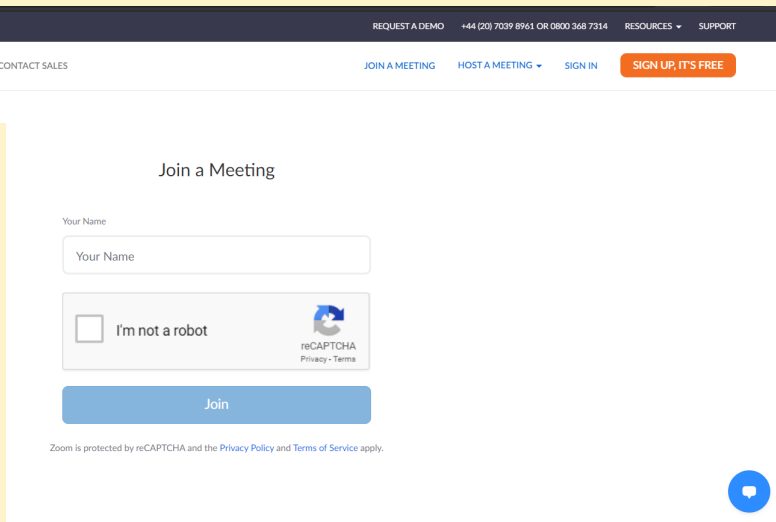 REQUEST A DEMO +44 (20) 7039 8961 OR 0800 368 7314 RESOURCES SUPPORT
CONTACT SALES JOIN A MEETING HOST A MEETING SIGN IN SIGN UP, IT'S FREE
Join a Meeting
Your Name
Your Name
I'm not a robot
reCAPTCHA
Privacy - Terms
Join
Zoom is protected by reCAPTCHA and the Privacy Policy and Terms of Service apply.